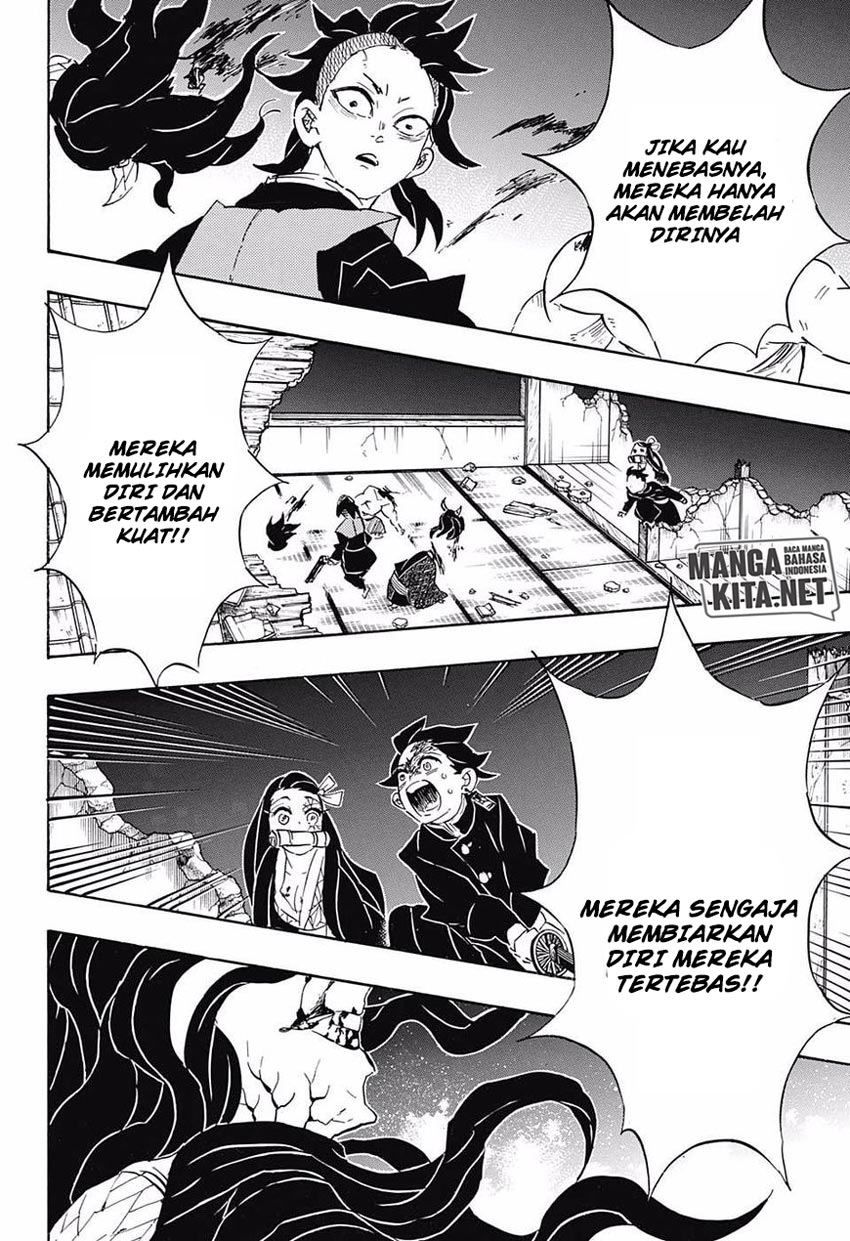 JIKA KAU
MENEBASNYA,
MEREKA HANYA
AKAN MEMBELAH
DIRINYA
MEREKA
MEMULIHKAN
DIRI DAN
BERTAMBAH
KUAT!!
MANGA
KITA.NET
BACA MANGA
BAHASA
INDONESIA
MEREKA SENGAJA
MEMBIARKAN
DIRI MEREKA
TERTEBAS!!